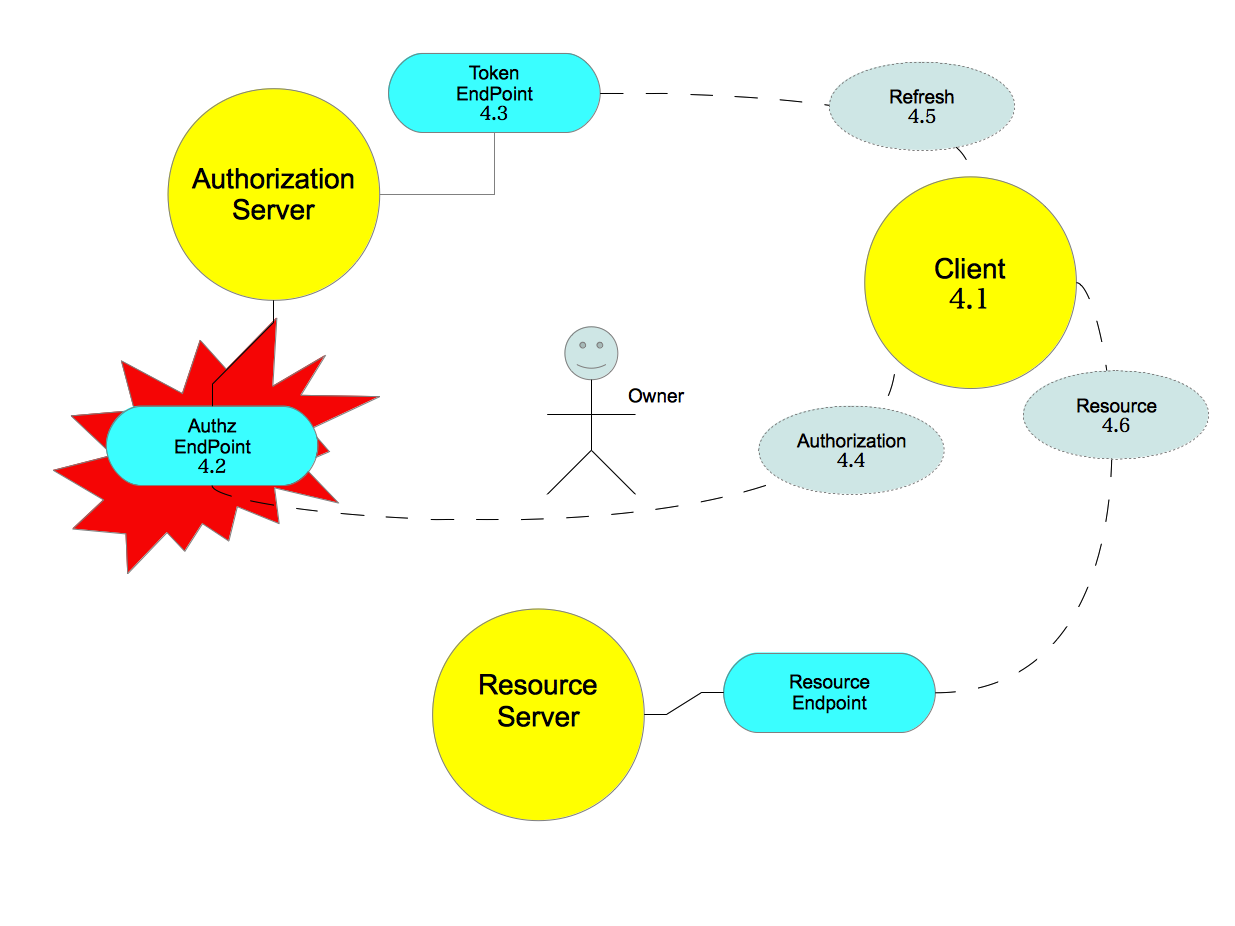 Token
EndPoint
4.3
Refresh
4.5
Authorization
Server
Client
4.1
Owner
Resource
4.6
Authz
EndPoint
4.2
Authorization
4.4
Resource
Server
Resource
Endpoint